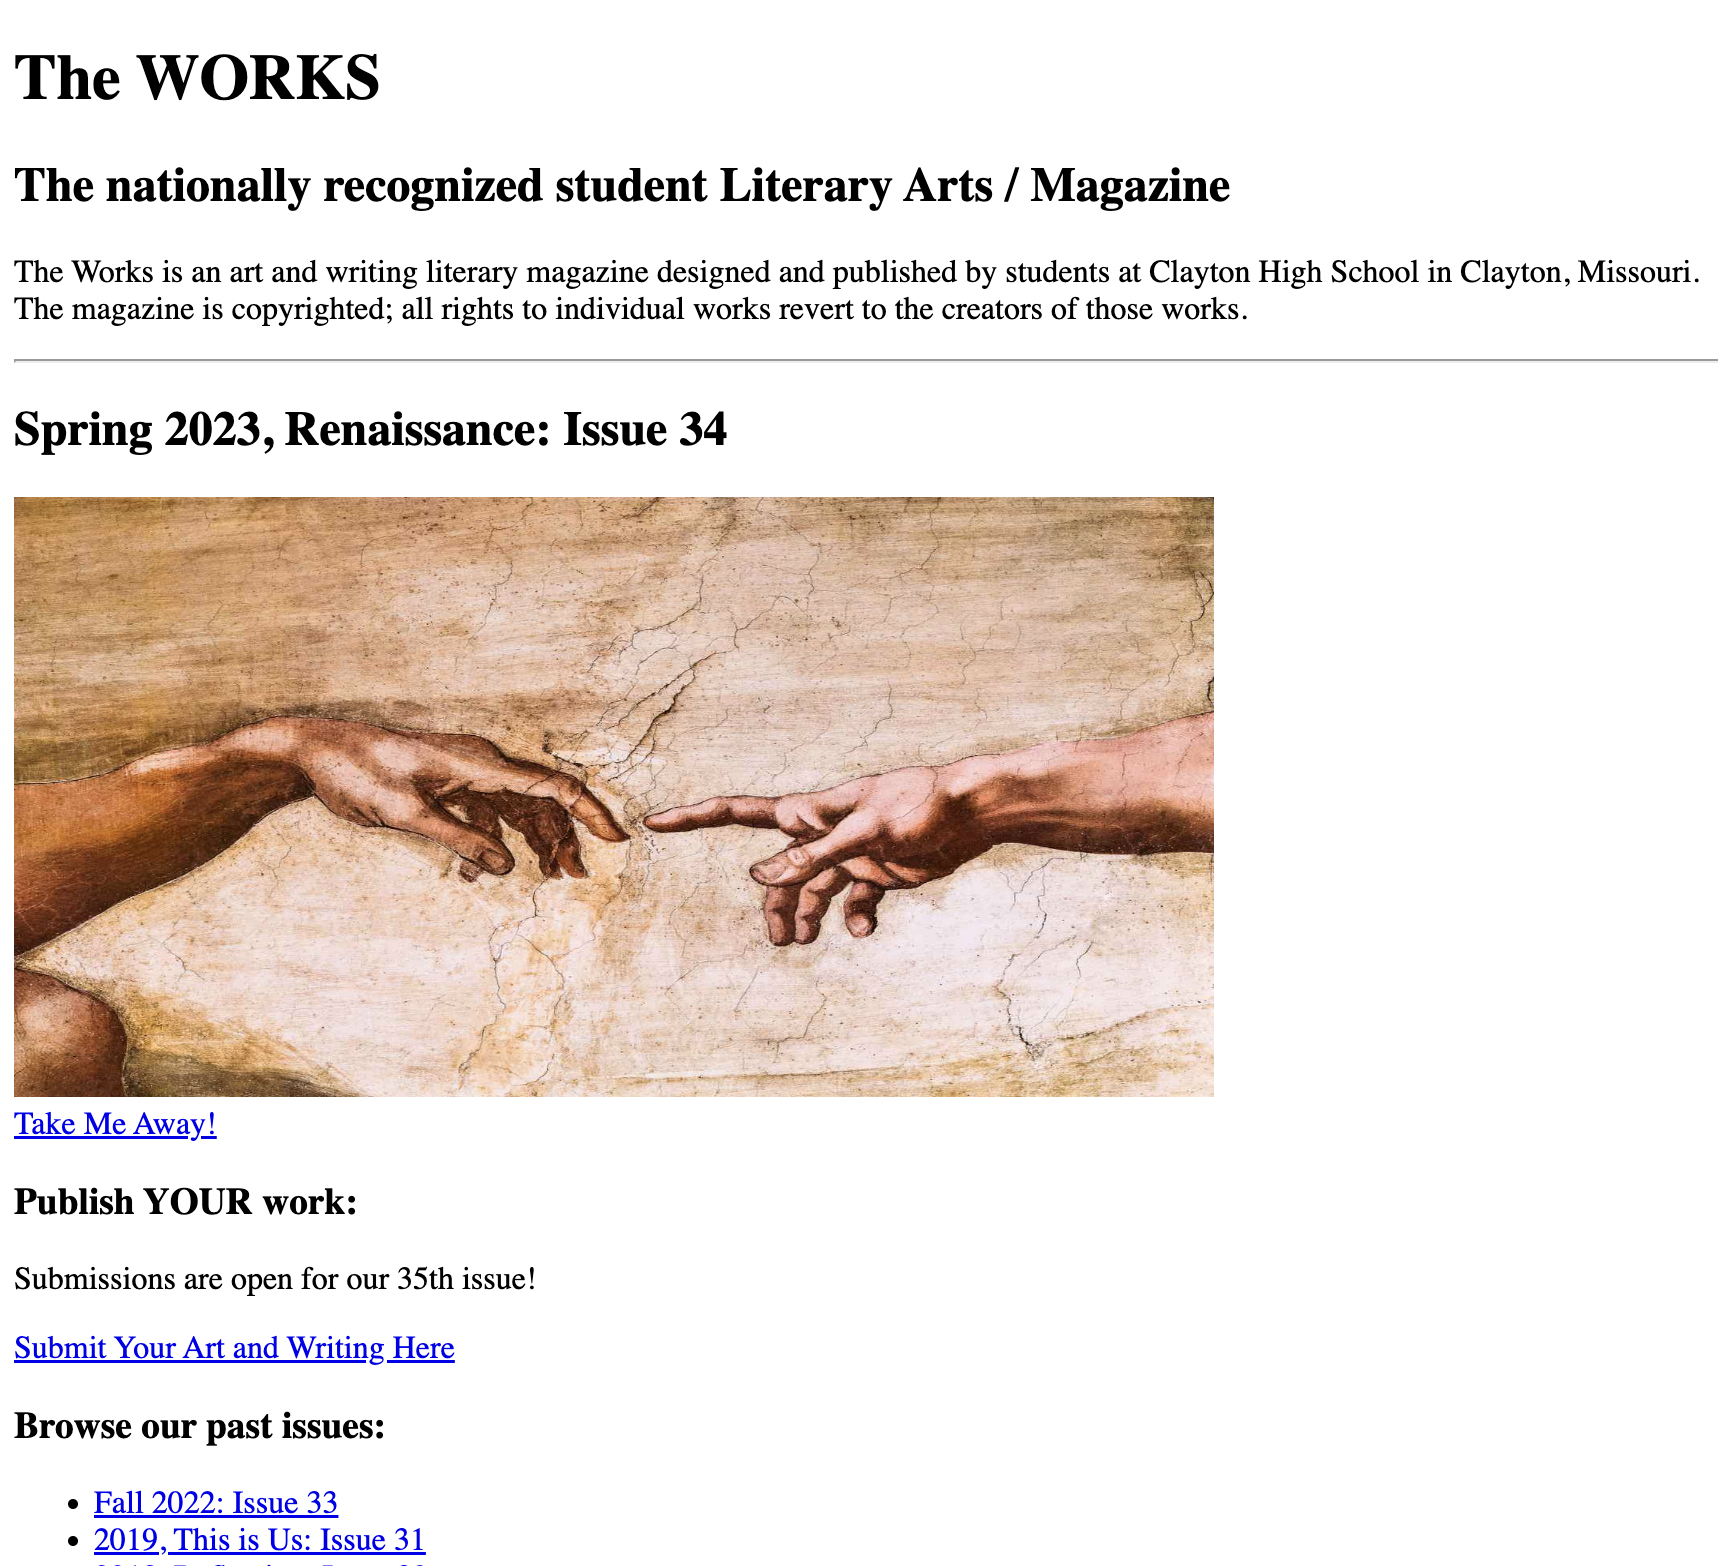 The WORKS
The nationally recognized student Literary Arts / Magazine
The Works is an art and writing literary magazine designed and published by students at Clayton High School in Clayton, Missouri.
The magazine is copyrighted; all rights to individual works revert to the creators of those works.
Spring 2023, Renaissance: Issue 34
Take Me Away!
Publish YOUR work:
Submissions are open for our 35th issue!
Submit Your Art and Writing Here
Browse our past issues:
Fall 2022: Issue 33
2019, This is Us: Issue 31